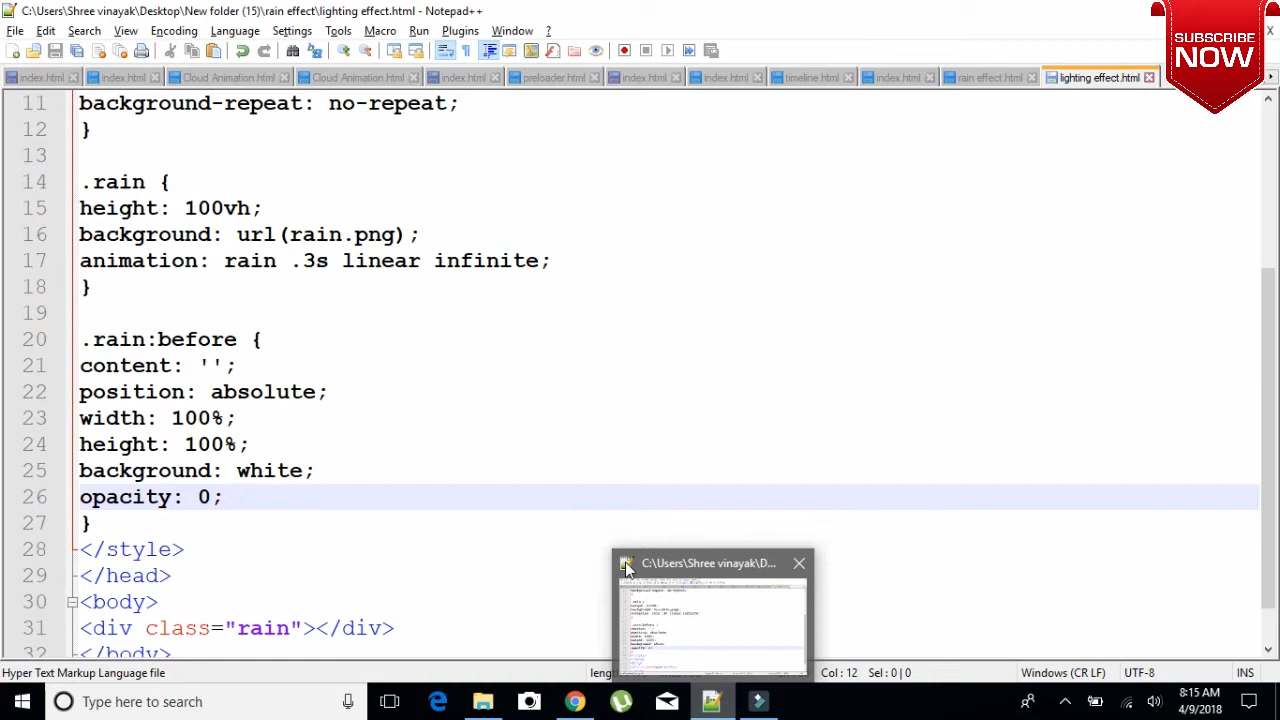 C:\Users\Shree vinayak\Desktop\New folder (15)\rain effect\lighting effect.html - Notepad++
SUBSCRIBE
NOW
File Edit Search View Encoding Language Settings Tools Macro Run Plugins Window ?
index.html index.html Cloud Animation.html Cloud Animation.html index.html preloader.html index.html index.html timeline.html index.html rain effect.html lighting effect.html
11 background-repeat: no-repeat;
12 }
13
14 .rain {
15 height: 100vh;
16 background: url(rain.png);
17 animation: rain .3s linear infinite;
18 }
19
20 .rain:before {
21 content: '';
22 position: absolute;
23 width: 100%;
24 height: 100%;
25 background: white;
26 opacity: 0;
27 }
28 </style>
29 </head>
30 <body>
31 <div class="rain"></div>
32 </body>
C:\Users\Shree vinayak\D...
Hyper Text Markup Language file
Col : 12 Sel : 0 | 0 Windows (CR LF) UTF-8 INS
Type here to search
8:15 AM
4/9/2018